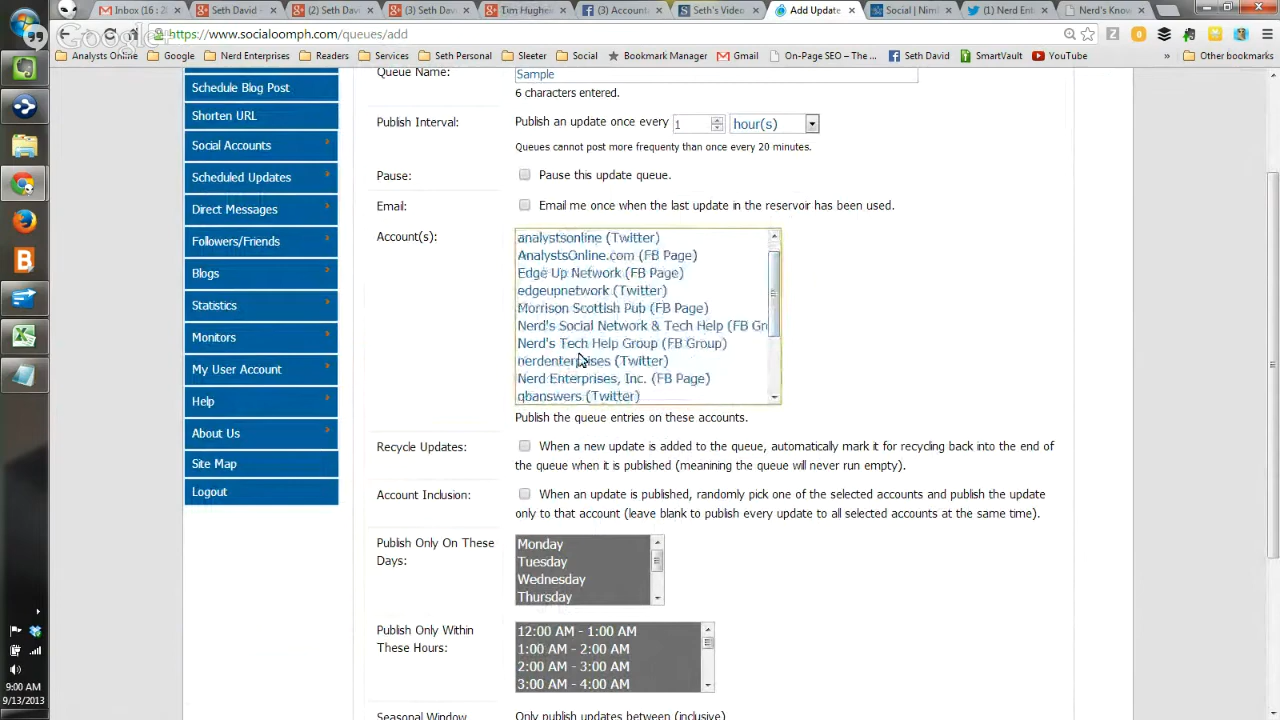 Inbox (16
Seth David -
(2) Seth Davi
(3) Seth Davi
Tim Hughes
(3) Account
Seth's Video
Add Update
Social | Niml
(1) Nerd Ent
Nerd's Know
https://www.socialoomph.com/queues/add
Analysts Online
Google
Nerd Enterprises
Readers
Services
Seth Personal
Sleeter
Social
Bookmark Manager
Gmail
On-Page SEO – The ...
Seth David
SmartVault
YouTube
»
Other bookmarks
Schedule Blog Post
Shorten URL
Social Accounts
Scheduled Updates
Direct Messages
Followers/Friends
Blogs
Statistics
Monitors
My User Account
Help
About Us
Site Map
Logout
Queue Name:
Sample
6 characters entered.
Publish Interval:
Publish an update once every 1 hour(s)
Queues cannot post more frequenty than once every 20 minutes.
Pause:
Pause this update queue.
Email:
Email me once when the last update in the reservoir has been used.
Account(s):
analystsonline (Twitter)
AnalystsOnline.com (FB Page)
Edge Up Network (FB Page)
edgeupnetwork (Twitter)
Morrison Scottish Pub (FB Page)
Nerd's Social Network & Tech Help (FB Gr
Nerd's Tech Help Group (FB Group)
nerdenterprises (Twitter)
Nerd Enterprises, Inc. (FB Page)
qbanswers (Twitter)
Publish the queue entries on these accounts.
Recycle Updates:
When a new update is added to the queue, automatically mark it for recycling back into the end of
the queue when it is published (meanining the queue will never run empty).
Account Inclusion:
When an update is published, randomly pick one of the selected accounts and publish the update
only to that account (leave blank to publish every update to all selected accounts at the same time).
Publish Only On These
Days:
Monday
Tuesday
Wednesday
Thursday
Publish Only Within
These Hours:
12:00 AM - 1:00 AM
1:00 AM - 2:00 AM
2:00 AM - 3:00 AM
3:00 AM - 4:00 AM
Seasonal Window
Only publish updates between (inclusive)
9:00 AM
9/13/2013